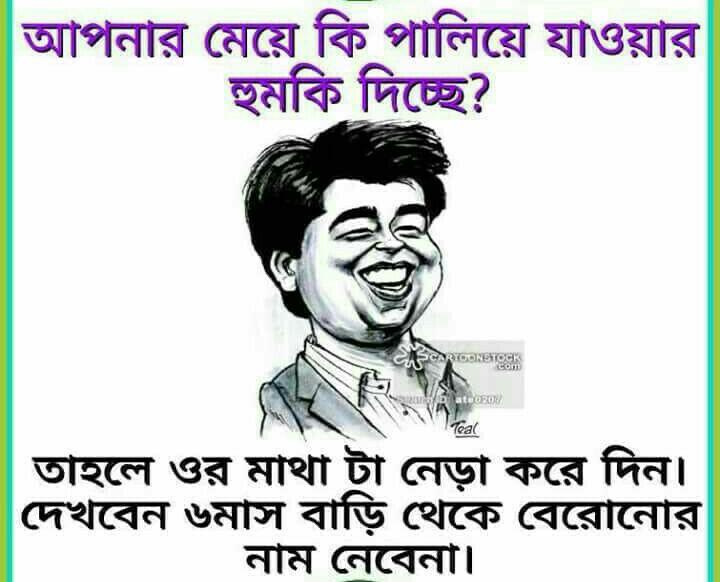 আপনার মেয়ে কি পালিয়ে যাওয়ার
হুমকি দিচ্ছে?
CARTOONSTOCK
.com
Teal
তাহলে ওর মাথা টা নেড়া করে দিন।
দেখবেন ৬মাস বাড়ি থেকে বেরোনোর
নাম নেবেনা।